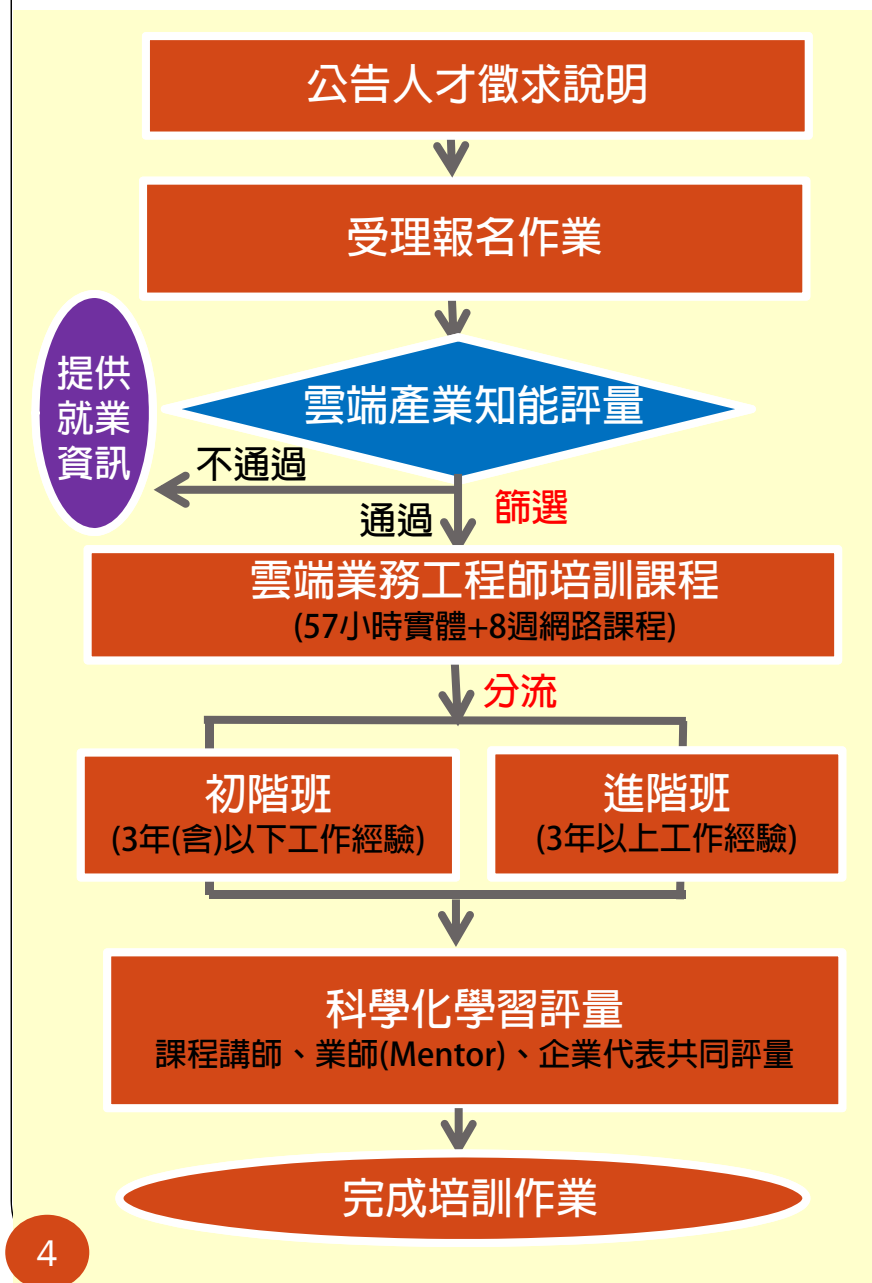 公告人才徵求說明
受理報名作業
提供
就業
資訊
雲端產業知能評量
不通過
通過
篩選
雲端業務工程師培訓課程
(57小時實體+8週網路課程)
分流
初階班
(3年(含)以下工作經驗)
進階班
(3年以上工作經驗)
科學化學習評量
課程講師、業師(Mentor)、企業代表共同評量
完成培訓作業
4